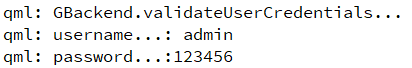 qml: GBackend.validateUserCredentials...
qml: username...: admin
qml: password...:123456